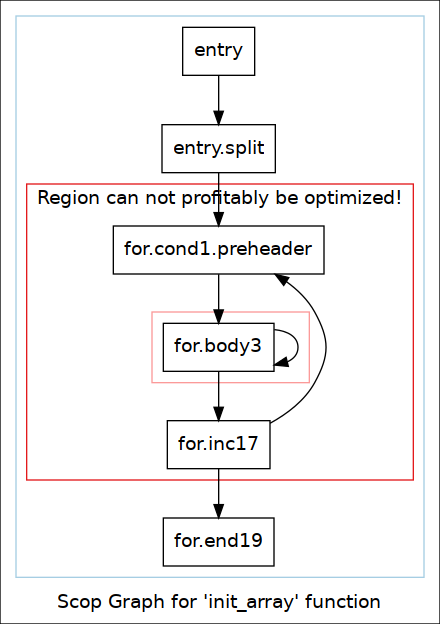 entry
entry.split
Region can not profitably be optimized!
for.cond1.preheader
for.body3
for.inc17
for.end19
Scop Graph for 'init_array' function